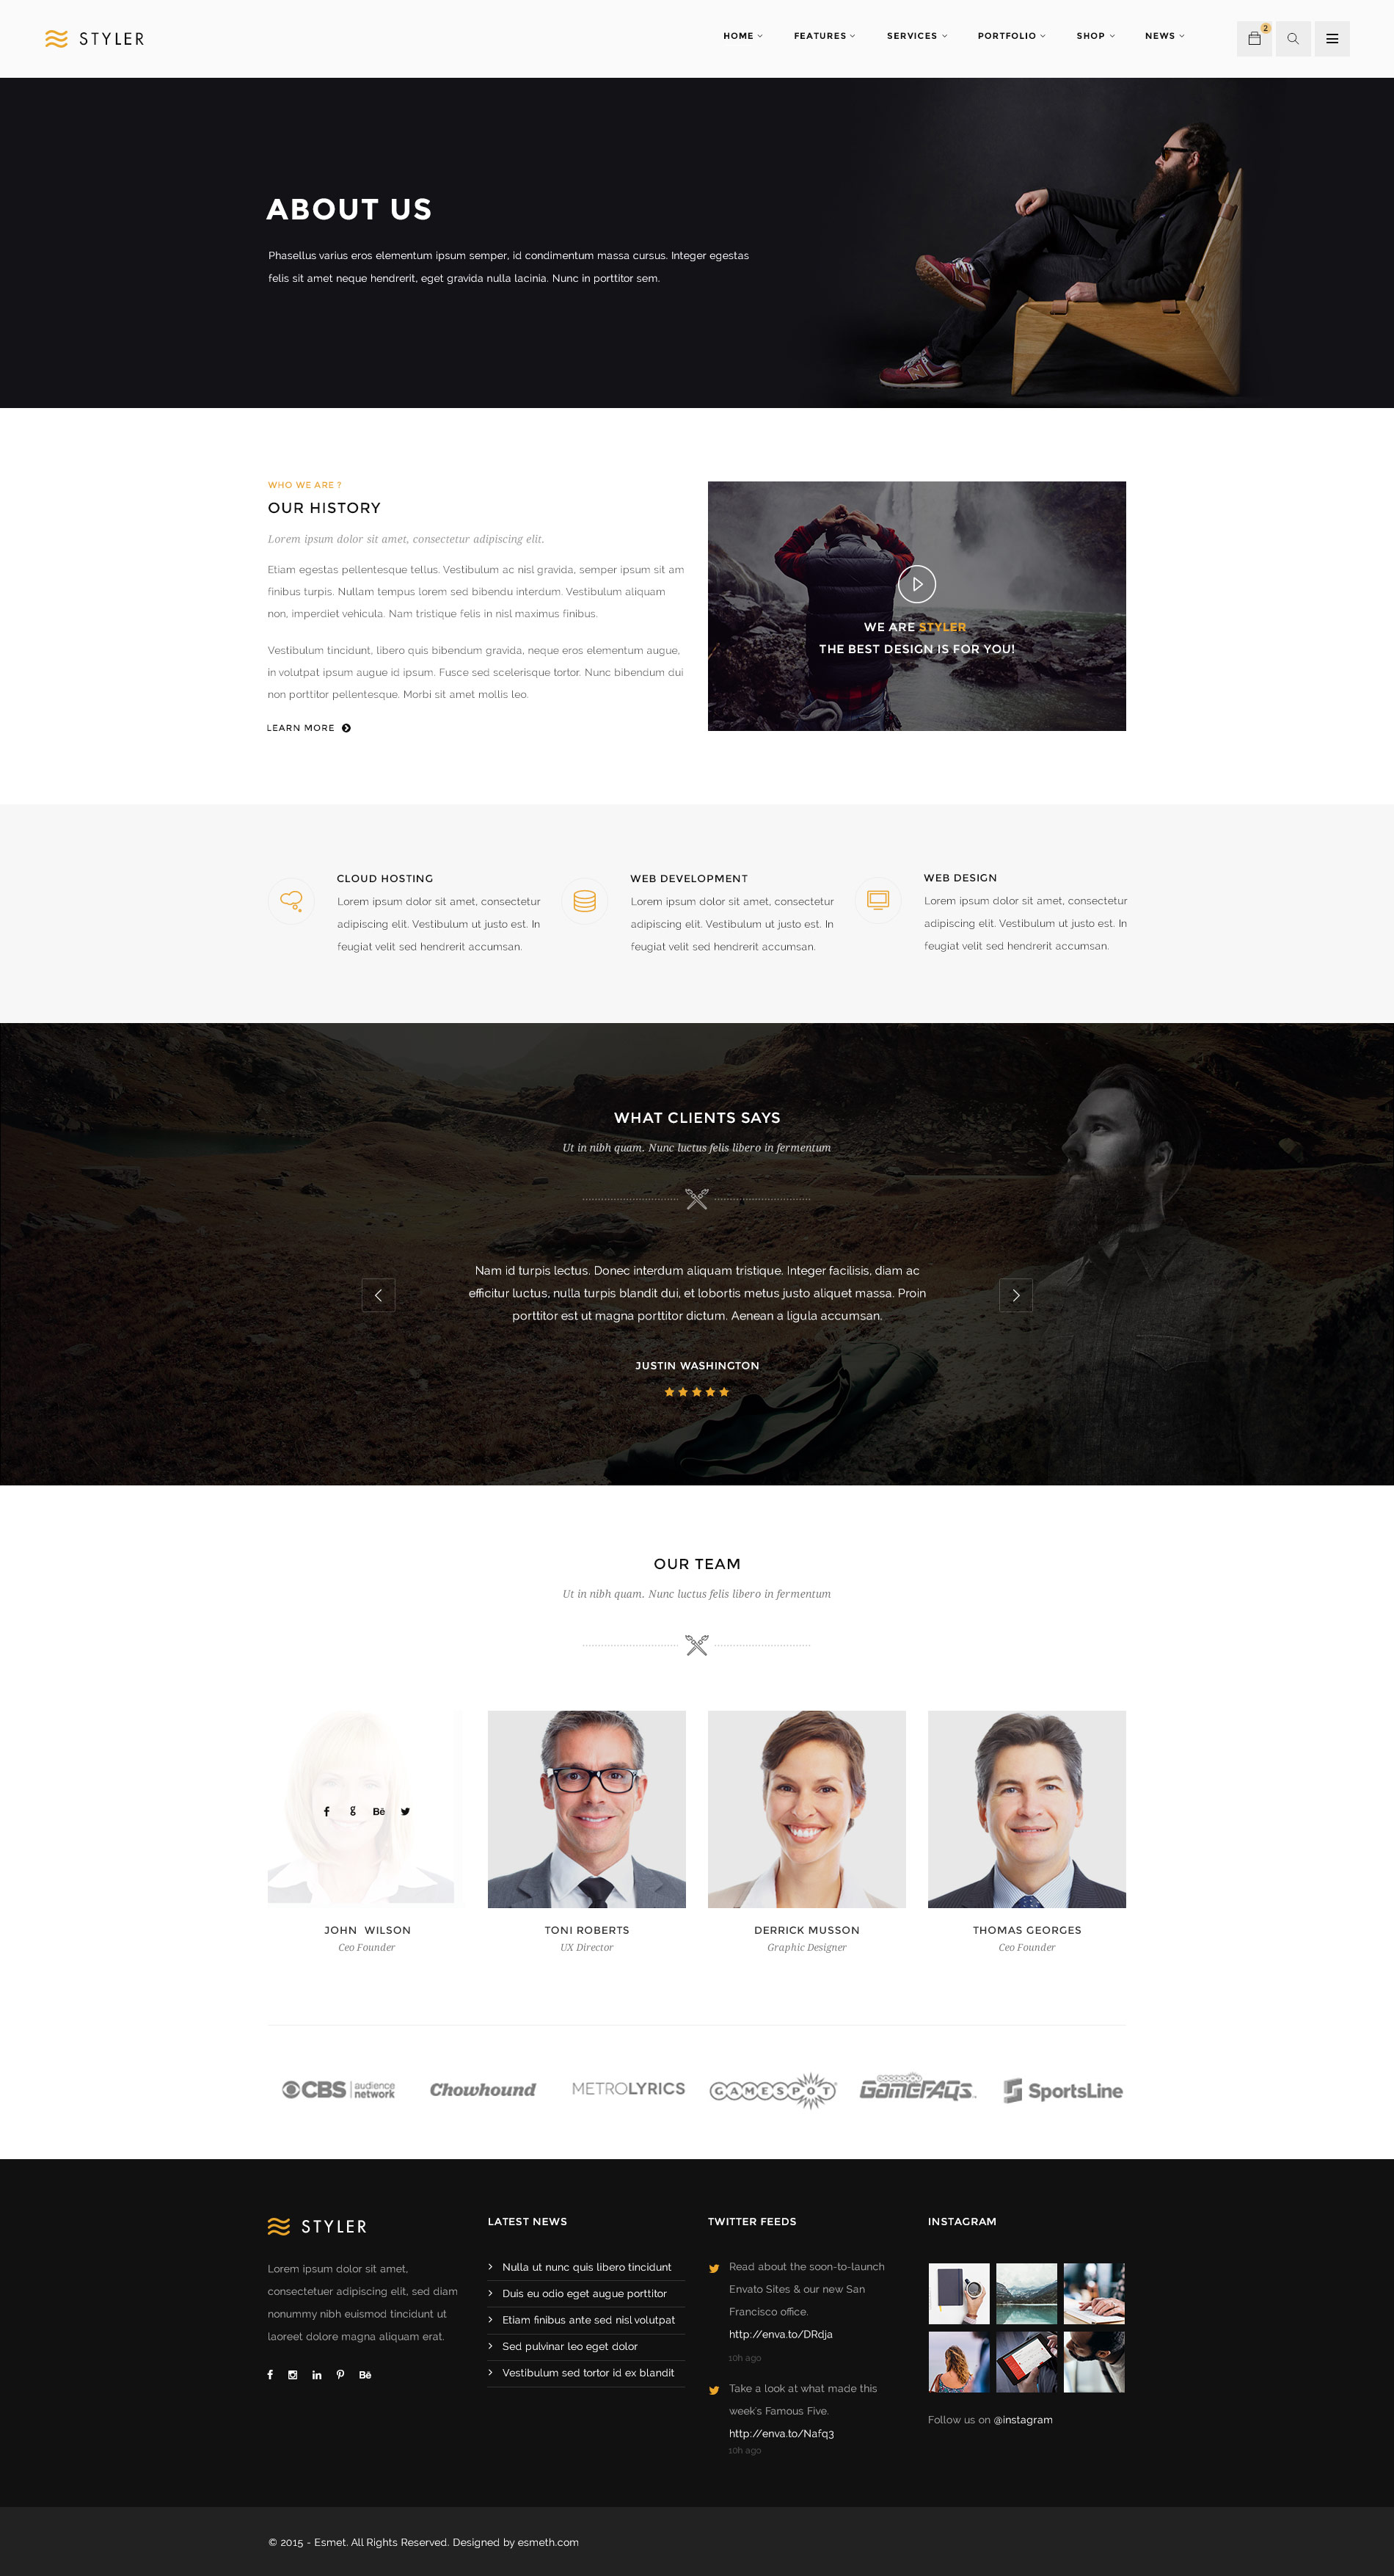 STYLER
HOME
FEATURES
SERVICES
PORTFOLIO
SHOP
NEWS
2
ABOUT US
Phasellus varius eros elementum ipsum semper, id condimentum massa cursus. Integer egestas
felis sit amet neque hendrerit, eget gravida nulla lacinia. Nunc in porttitor sem.
WHO WE ARE ?
OUR HISTORY
Lorem ipsum dolor sit amet, consectetur adipiscing elit.
Etiam egestas pellentesque tellus. Vestibulum ac nisl gravida, semper ipsum sit am
finibus turpis. Nullam tempus lorem sed bibendu interdum. Vestibulum aliquam
non, imperdiet vehicula. Nam tristique felis in nisl maximus finibus.
Vestibulum tincidunt, libero quis bibendum gravida, neque eros elementum augue,
in volutpat ipsum augue id ipsum. Fusce sed scelerisque tortor. Nunc bibendum dui
non porttitor pellentesque. Morbi sit amet mollis leo.
LEARN MORE
WE ARE STYLER
THE BEST DESIGN IS FOR YOU!
CLOUD HOSTING
Lorem ipsum dolor sit amet, consectetur
adipiscing elit. Vestibulum ut justo est. In
feugiat velit sed hendrerit accumsan.
WEB DEVELOPMENT
Lorem ipsum dolor sit amet, consectetur
adipiscing elit. Vestibulum ut justo est. In
feugiat velit sed hendrerit accumsan.
WEB DESIGN
Lorem ipsum dolor sit amet, consectetur
adipiscing elit. Vestibulum ut justo est. In
feugiat velit sed hendrerit accumsan.
WHAT CLIENTS SAYS
Ut in nibh quam. Nunc luctus felis libero in fermentum
Nam id turpis lectus. Donec interdum aliquam tristique. Integer facilisis, diam ac
efficitur luctus, nulla turpis blandit dui, et lobortis metus justo aliquet massa. Proin
porttitor est ut magna porttitor dictum. Aenean a ligula accumsan.
JUSTIN WASHINGTON
OUR TEAM
Ut in nibh quam. Nunc luctus felis libero in fermentum
Bē
JOHN WILSON
Ceo Founder
TONI ROBERTS
UX Director
DERRICK MUSSON
Graphic Designer
THOMAS GEORGES
Ceo Founder
CBS audience network
Chowhound
METROLYRICS
GAMESPOT
GameFAQs
SportsLine
STYLER
Lorem ipsum dolor sit amet,
consectetuer adipiscing elit, sed diam
nonummy nibh euismod tincidunt ut
laoreet dolore magna aliquam erat.
Bē
LATEST NEWS
Nulla ut nunc quis libero tincidunt
Duis eu odio eget augue porttitor
Etiam finibus ante sed nisl volutpat
Sed pulvinar leo eget dolor
Vestibulum sed tortor id ex blandit
TWITTER FEEDS
Read about the soon-to-launch
Envato Sites & our new San
Francisco office.
http://enva.to/DRdja
10h ago
Take a look at what made this
week's Famous Five.
http://enva.to/Nafq3
10h ago
INSTAGRAM
Follow us on @instagram
© 2015 - Esmet. All Rights Reserved. Designed by esmeth.com